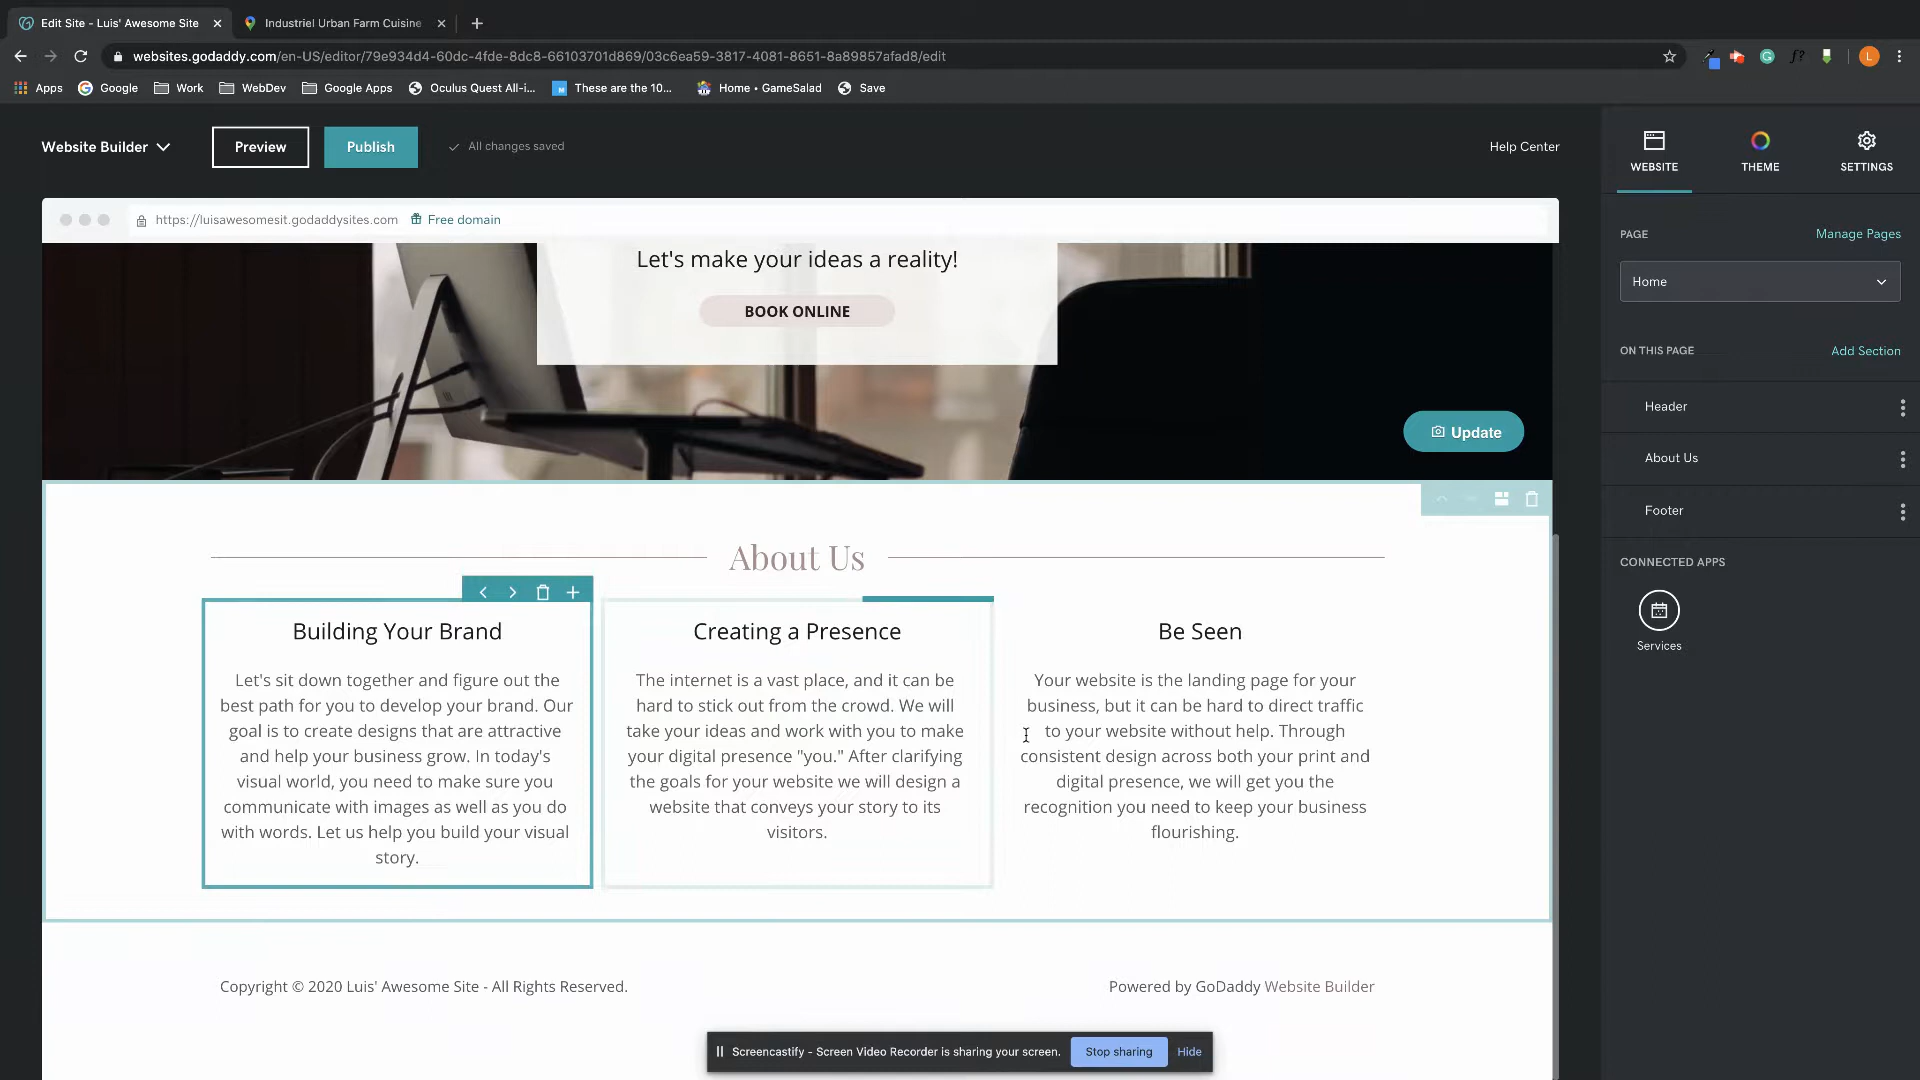 Edit Site - Luis' Awesome Site
Industriel Urban Farm Cuisine
websites.godaddy.com/en-US/editor/79e934d4-60dc-4fde-8dc8-66103701d869/03c6ea59-3817-4081-8651-8a89857afad8/edit
L
Apps
Google
Work
WebDev
Google Apps
Oculus Quest All-i...
These are the 10...
Home • GameSalad
Save
Website Builder
Preview
Publish
All changes saved
Help Center
WEBSITE
THEME
SETTINGS
https://luisawesomesit.godaddysites.com
Free domain
PAGE
Manage Pages
Home
ON THIS PAGE
Add Section
Header
About Us
Footer
CONNECTED APPS
Services
Let's make your ideas a reality!
BOOK ONLINE
Update
About Us
Building Your Brand
Let's sit down together and figure out the
best path for you to develop your brand. Our
goal is to create designs that are attractive
and help your business grow. In today's
visual world, you need to make sure you
communicate with images as well as you do
with words. Let us help you build your visual
story.
Creating a Presence
The internet is a vast place, and it can be
hard to stick out from the crowd. We will
take your ideas and work with you to make
your digital presence "you." After clarifying
the goals for your website we will design a
website that conveys your story to its
visitors.
Be Seen
Your website is the landing page for your
business, but it can be hard to direct traffic
to your website without help. Through
consistent design across both your print and
digital presence, we will get you the
recognition you need to keep your business
flourishing.
Copyright © 2020 Luis' Awesome Site - All Rights Reserved.
Powered by GoDaddy Website Builder
Screencastify - Screen Video Recorder is sharing your screen.
Stop sharing
Hide